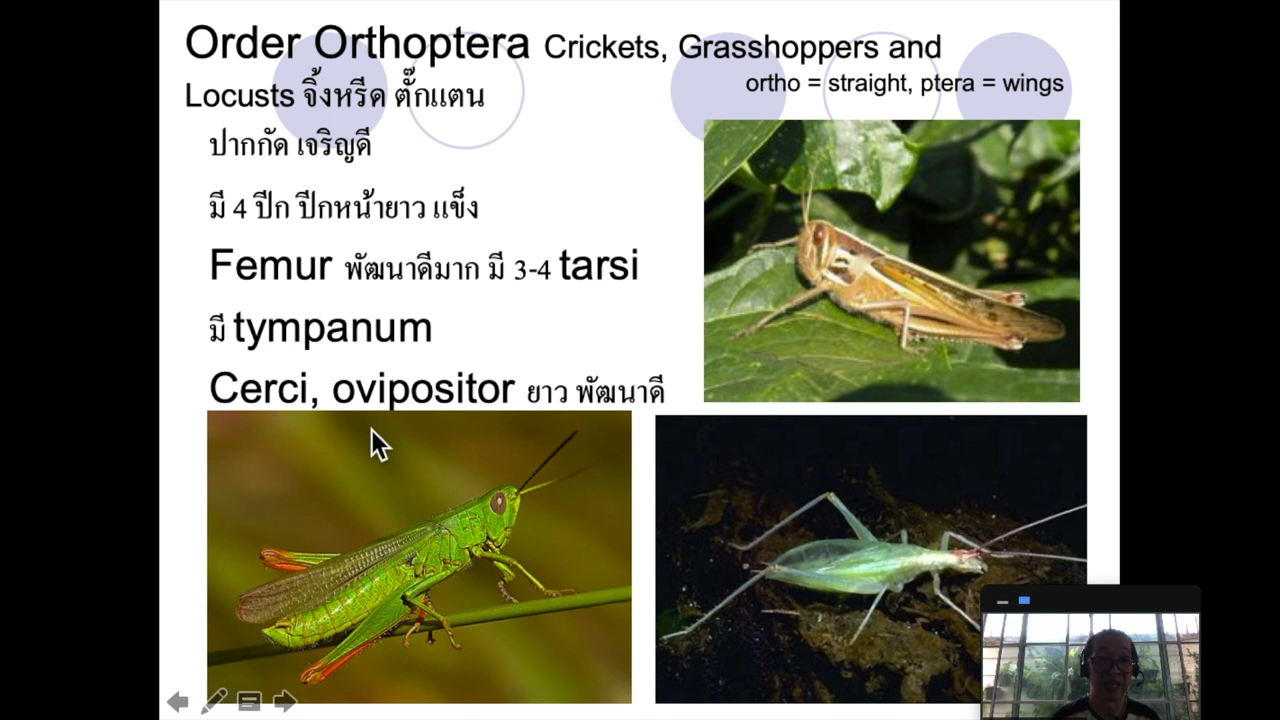 Order Orthoptera Crickets, Grasshoppers and
ortho = straight, ptera = wings
Locusts จิ้งหรีด ตั๊กแตน
ปากกัด เจริญดี
มี 4 ปีก ปีกหน้ายาว แข็ง
Femur พัฒนาดีมาก มี 3-4 tarsi
มี tympanum
Cerci, ovipositor ยาว พัฒนาดี